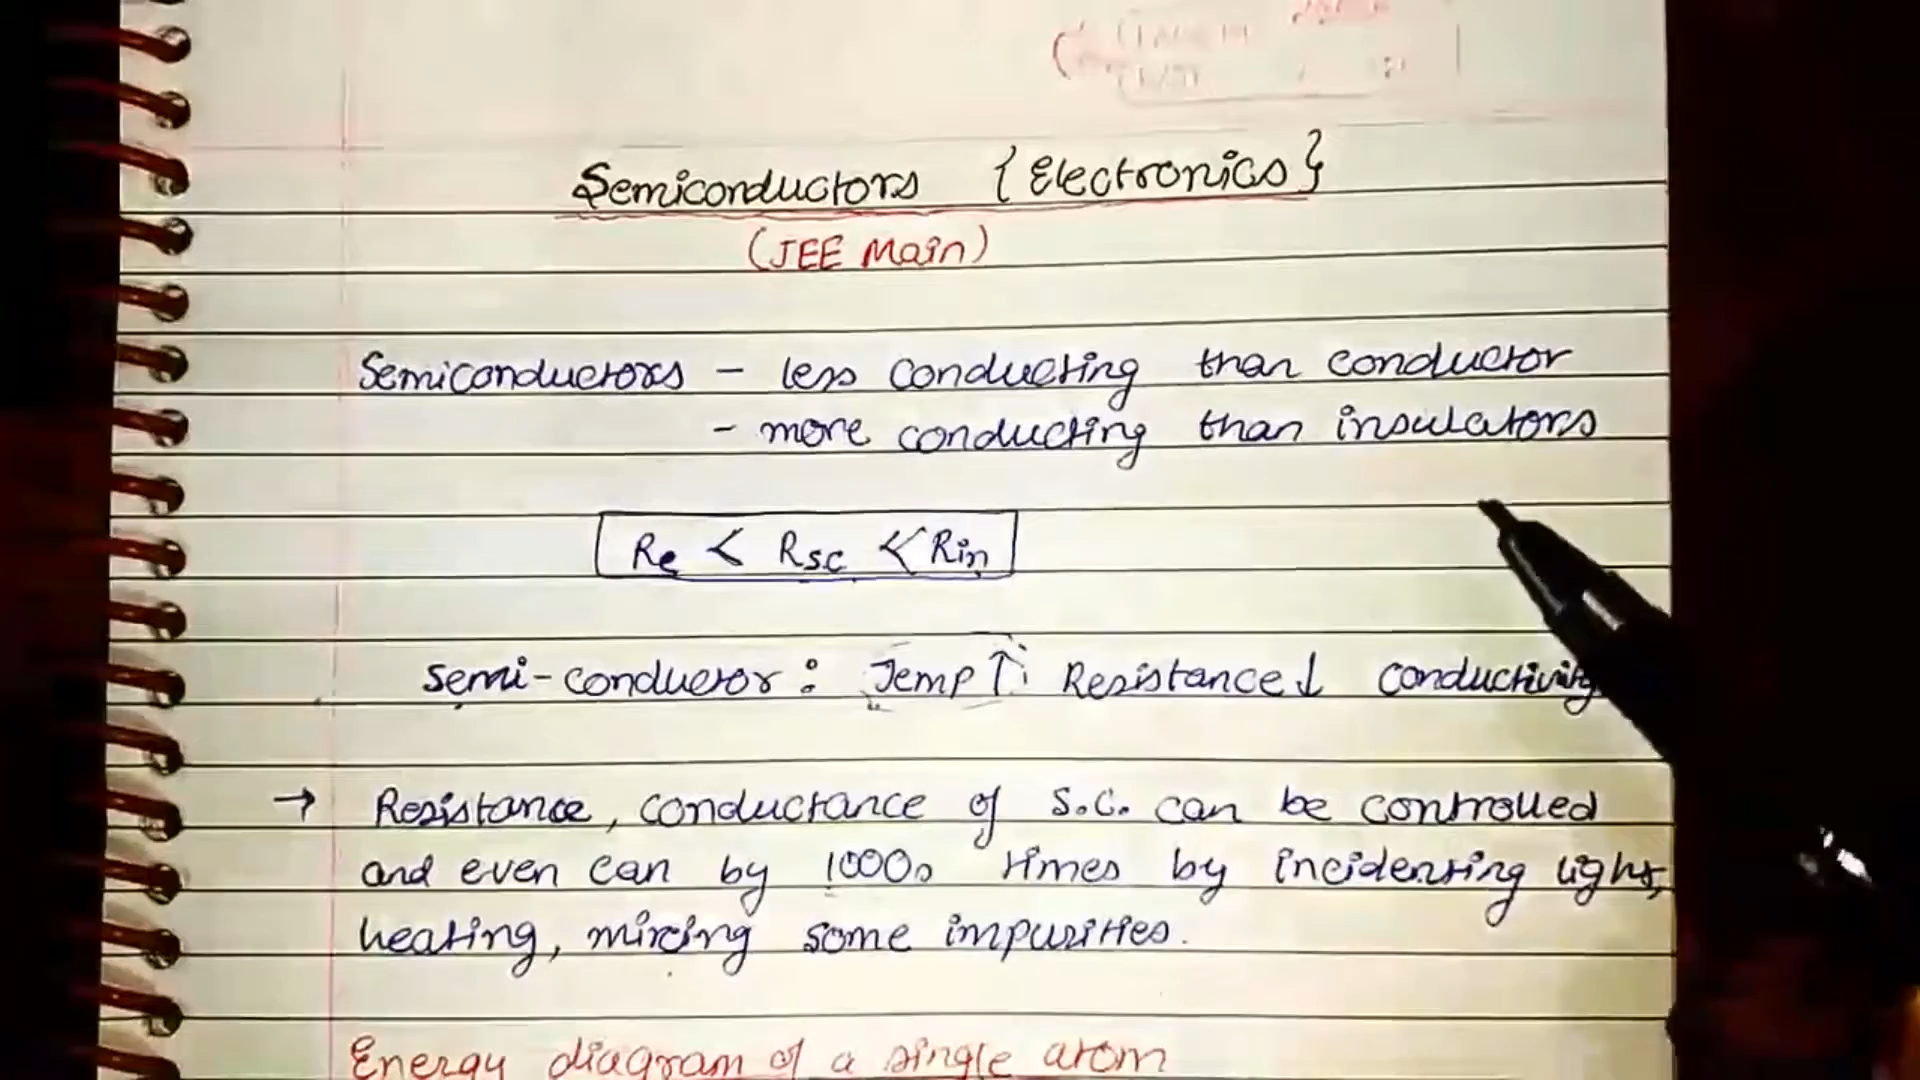 Semiconductors {Electronics}
(JEE Main)
Semiconductors - less conducting than conductor
- more conducting than insulators
Re < Rsc < Rin
semi-conductor : Temp↑ Resistance↓ conductivity
→ Resistance, conductance of S.C. can be controlled
and even can by 1000s times by incidenting light,
heating, mixing some impurities.
Energy diagram of a single atom